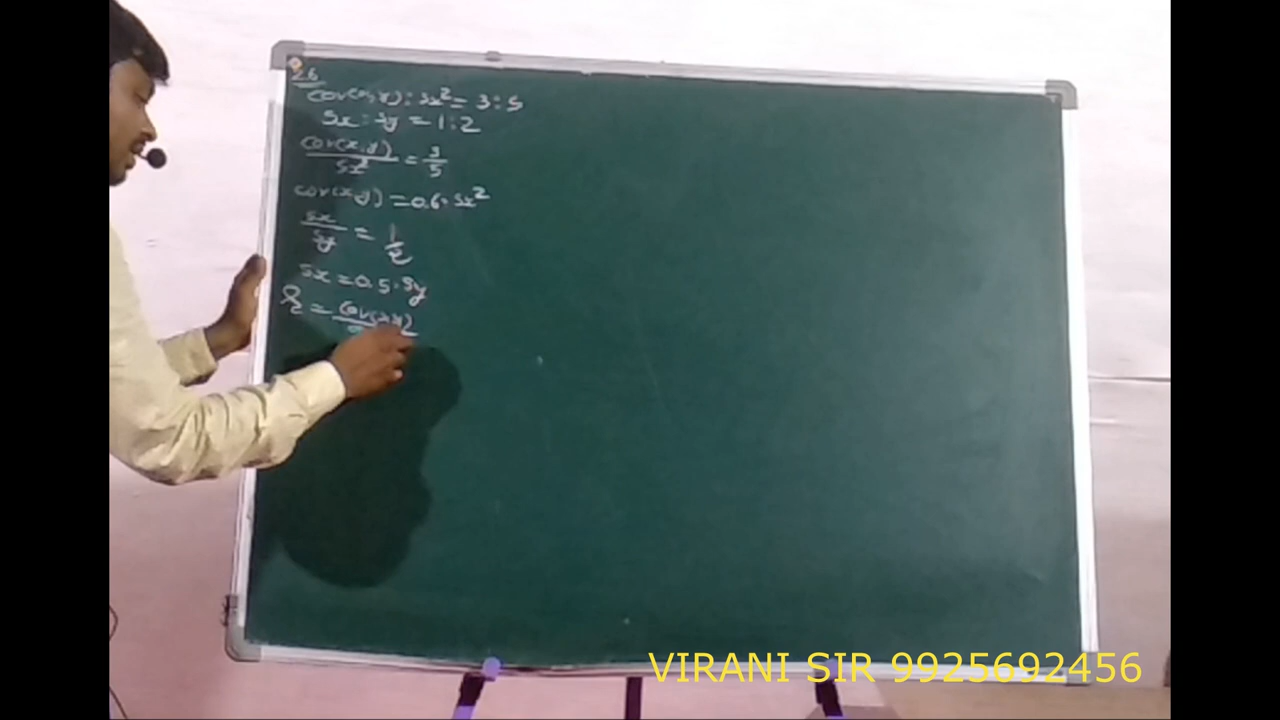 26
cov(x,y) : sx² = 3 : 5
sx : sy = 1 : 2
cov(x,y) / sx² = 3/5
cov(x,y) = 0.6 · sx²
sx / sy = 1/2
sx = 0.5 · sy
r = cov(x,y)
VIRANI SIR 9925692456